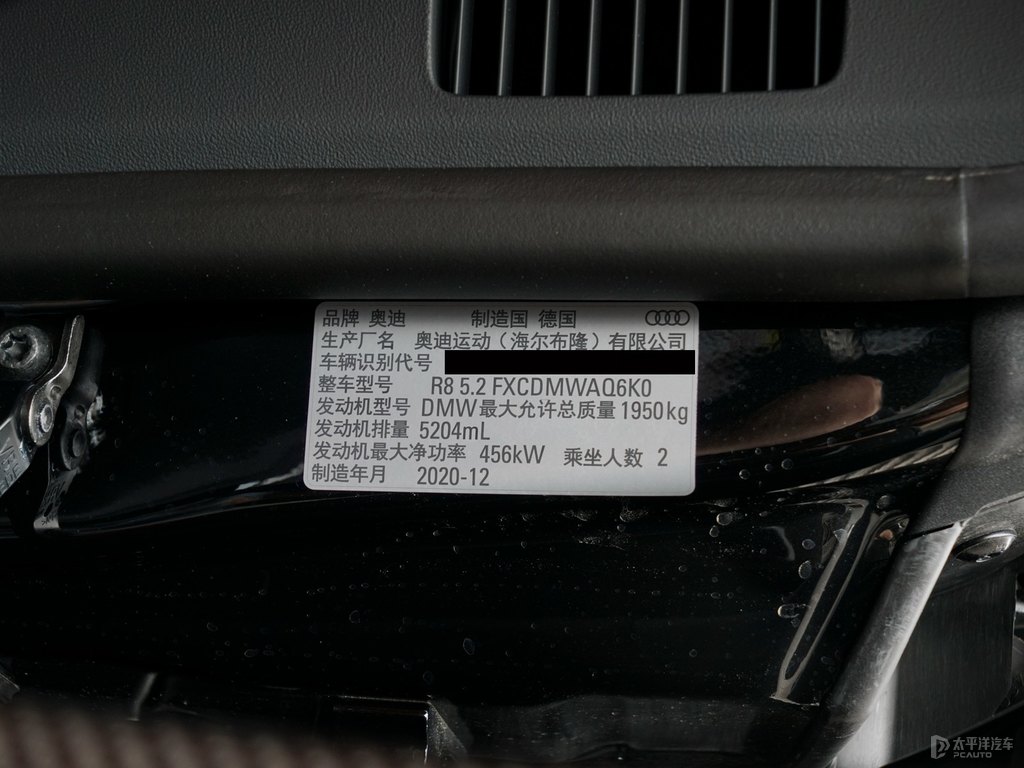 品牌 奥迪 制造国 德国
生产厂名 奥迪运动（海尔布隆）有限公司
车辆识别代号
整车型号 R8 5.2 FXCDMWAQ6K0
发动机型号 DMW 最大允许总质量 1950kg
发动机排量 5204mL
发动机最大净功率 456kW 乘坐人数 2
制造年月 2020-12
太平洋汽车
PCAUTO